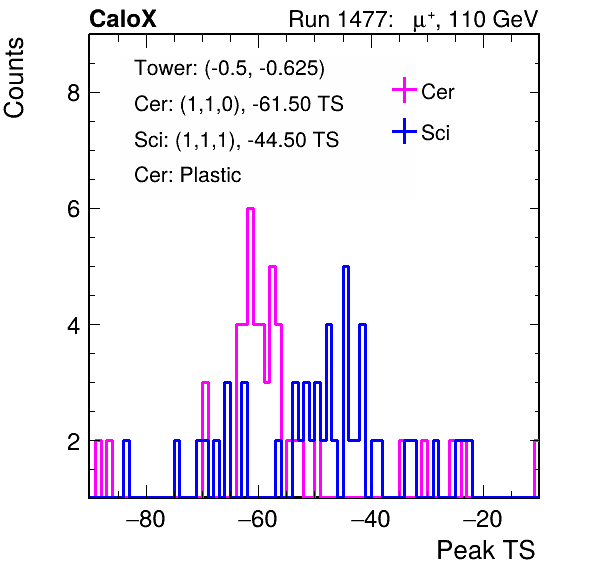 CaloX Run 1477: μ⁺, 110 GeV
Counts
Tower: (-0.5, -0.625)
Cer: (1,1,0), -61.50 TS
Sci: (1,1,1), -44.50 TS
Cer: Plastic
Cer
Sci
8
6
4
2
−80 −60 −40 −20
Peak TS